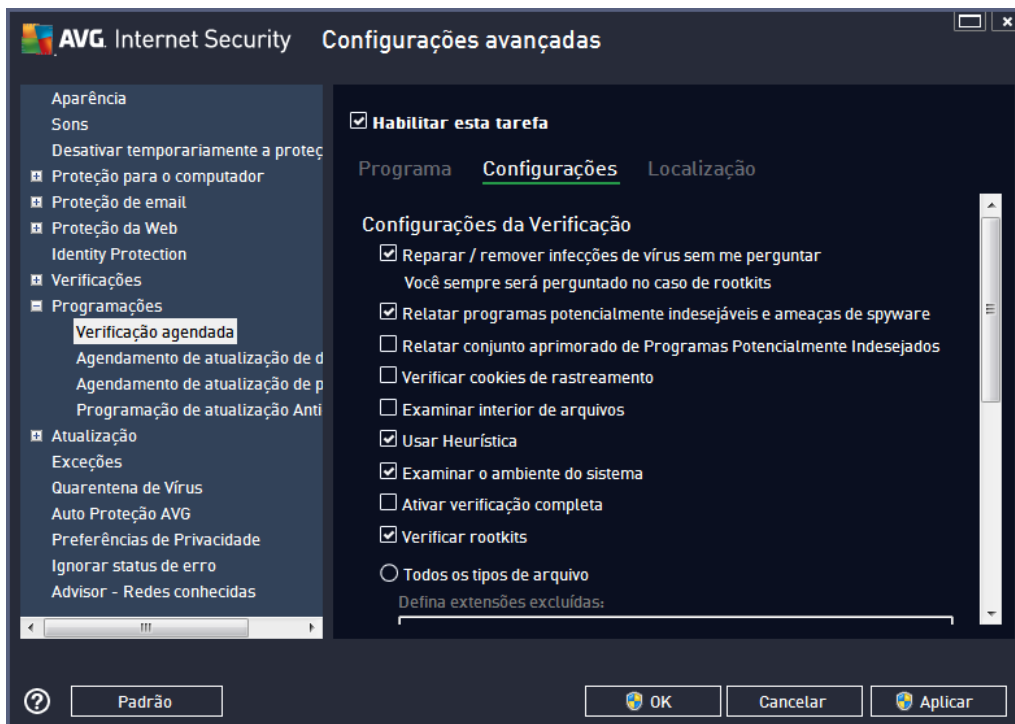 AVG. Internet Security Configurações avançadas
Aparência
Sons
Desativar temporariamente a proteç
Proteção para o computador
Proteção de email
Proteção da Web
Identity Protection
Verificações
Programações
Verificação agendada
Agendamento de atualização de d
Agendamento de atualização de p
Programação de atualização Anti
Atualização
Exceções
Quarentena de Vírus
Auto Proteção AVG
Preferências de Privacidade
Ignorar status de erro
Advisor - Redes conhecidas
Habilitar esta tarefa
Programa Configurações Localização
Configurações da Verificação
Reparar / remover infecções de vírus sem me perguntar
Você sempre será perguntado no caso de rootkits
Relatar programas potencialmente indesejáveis e ameaças de spyware
Relatar conjunto aprimorado de Programas Potencialmente Indesejados
Verificar cookies de rastreamento
Examinar interior de arquivos
Usar Heurística
Examinar o ambiente do sistema
Ativar verificação completa
Verificar rootkits
Todos os tipos de arquivo
Defina extensões excluídas:
? Padrão OK Cancelar Aplicar